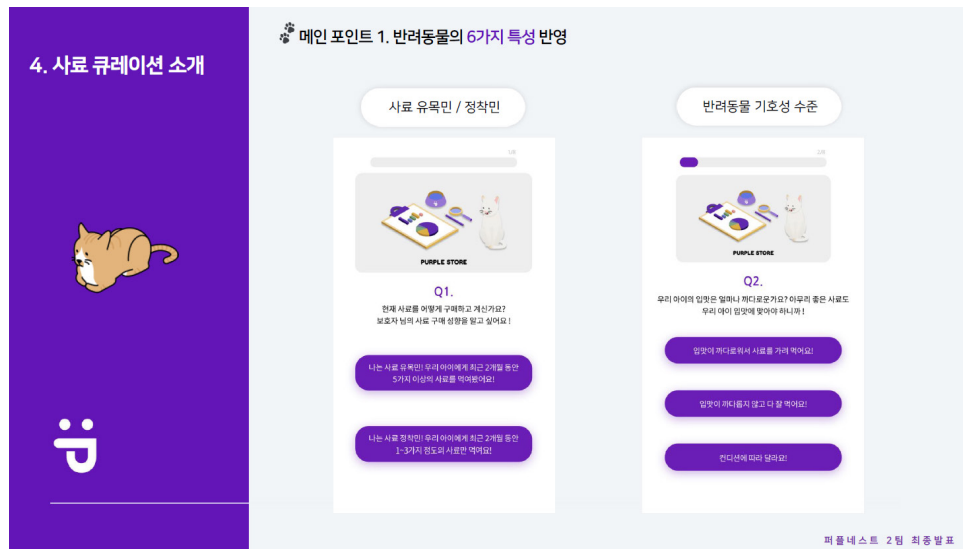 4. 사료 큐레이션 소개
메인 포인트 1. 반려동물의 6가지 특성 반영
사료 유목민 / 정착민
PURPLE STORE
Q1.
현재 사료를 어떻게 구매하고 계신가요?
보호자 님의 사료 구매 성향을 알고 싶어요 !
나는 사료 유목민! 우리 아이에게 최근 2개월 동안
5가지 이상의 사료를 먹여봤어요!
나는 사료 정착민! 우리 아이에게 최근 2개월 동안
1~3가지 정도의 사료만 먹여요!
반려동물 기호성 수준
PURPLE STORE
Q2.
우리 아이의 입맛은 얼마나 까다로운가요? 아무리 좋은 사료도
우리 아이 입맛에 맞아야 하니까 !
입맛이 까다로워서 사료를 가려 먹어요!
입맛이 까다롭지 않고 다 잘 먹어요!
컨디션에 따라 달라요!
퍼플네스트 2팀 최종발표